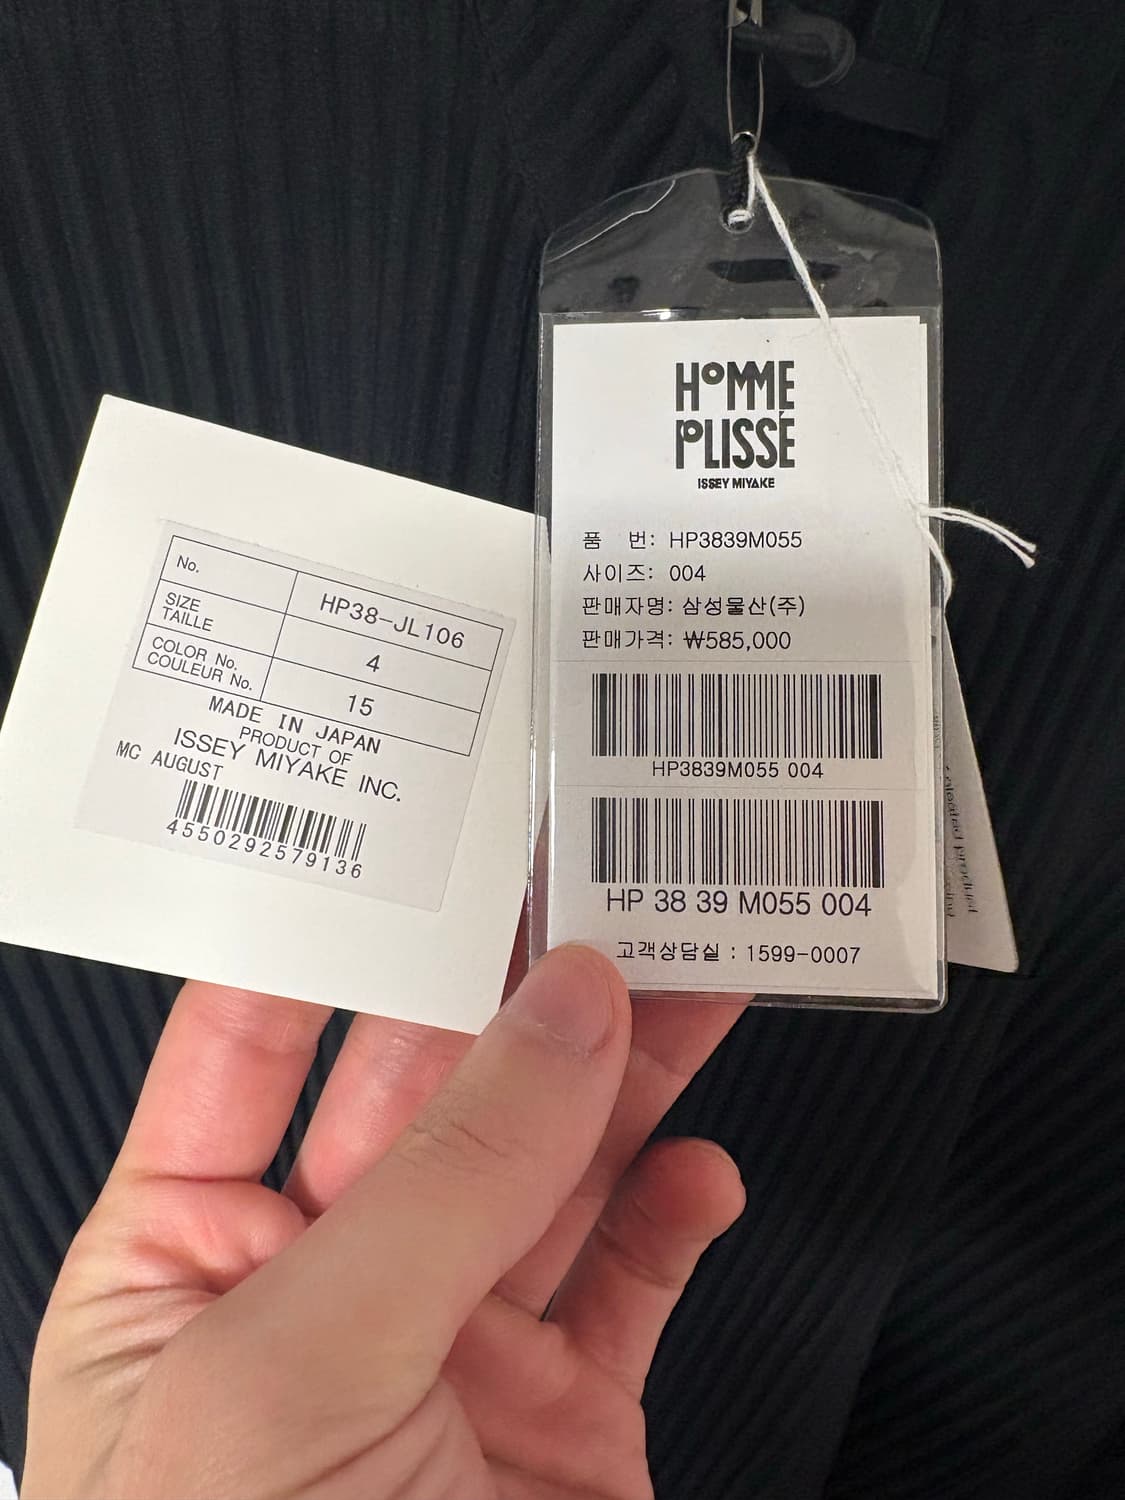 No.
HP38-JL106
SIZE
TAILLE
4
COLOR No.
COULEUR No.
15
MADE IN JAPAN
PRODUCT OF
ISSEY MIYAKE INC.
MC AUGUST
4550292579136
HOMME
PLISSÉ
ISSEY MIYAKE
품 번: HP3839M055
사이즈: 004
판매자명: 삼성물산(주)
판매가격: ₩585,000
HP3839M055 004
HP 38 39 M055 004
고객상담실 : 1599-0007
product